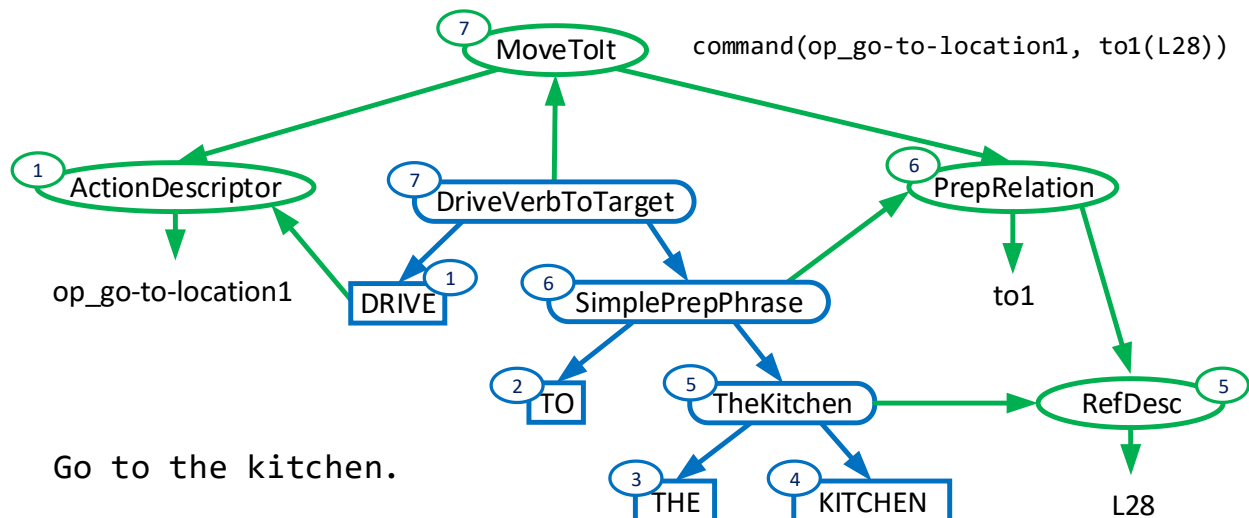 7
MoveToIt
command(op_go-to-location1, to1(L28))
1
ActionDescriptor
7
DriveVerbToTarget
6
PrepRelation
op_go-to-location1
DRIVE
1
6
SimplePrepPhrase
to1
2
TO
5
TheKitchen
RefDesc
5
Go to the kitchen.
3
THE
4
KITCHEN
L28